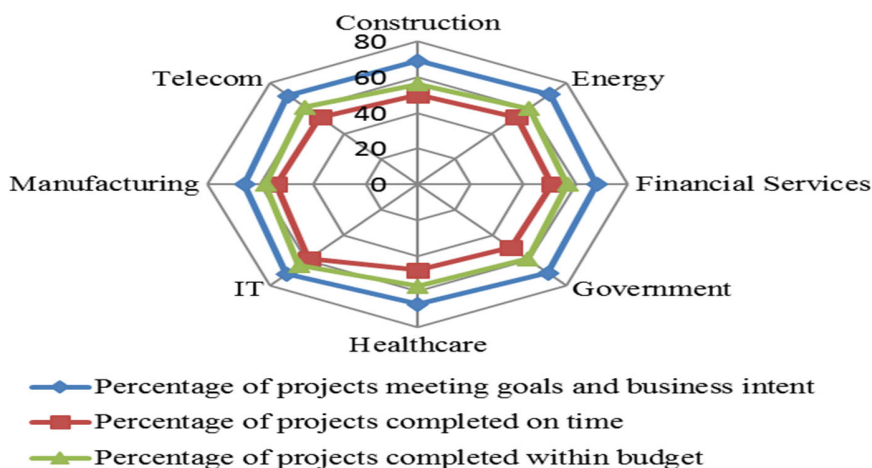 Construction
80
Telecom
Energy
60
40
20
Manufacturing
0
Financial Services
IT
Government
Healthcare
Percentage of projects meeting goals and business intent
Percentage of projects completed on time
Percentage of projects completed within budget